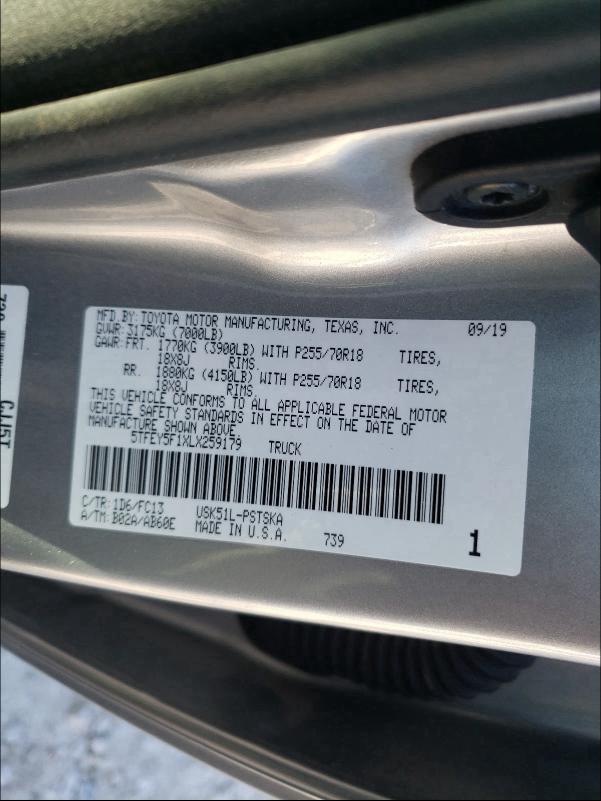 MFD.BY: TOYOTA MOTOR MANUFACTURING, TEXAS, INC. 09/19
GVWR: 3175KG (7000LB)
GAWR: FRT. 1770KG (3900LB) WITH P255/70R18 TIRES,
18X8J RIMS.
RR. 1880KG (4150LB) WITH P255/70R18 TIRES,
18X8J RIMS
THIS VEHICLE CONFORMS TO ALL APPLICABLE FEDERAL MOTOR
VEHICLE SAFETY STANDARDS IN EFFECT ON THE DATE OF
MANUFACTURE SHOWN ABOVE.
5TFEY5F1XLX259179 TRUCK
C/TR: 1D6/FC13 USK51L-PSTSKA
A/TM: B02A/AB60E MADE IN U.S.A. 739 1